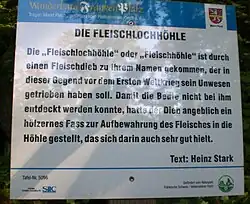 DIE FLEISCHLOCHHÖHLE
Die „Fleischlochhöhle“ oder „Fleischhöhle“ ist durch
einen Fleischdieb zu ihrem Namen gekommen, der in
dieser Gegend vor dem Ersten Weltkrieg sein Unwesen
getrieben haben soll. Damit die Beute nicht bei ihm
entdeckt werden konnte, hatte der Dieb angeblich ein
hölzernes Fass zur Aufbewahrung des Fleisches in die
Höhle gestellt, das sich darin auch sehr gut hielt.
Text: Heinz Stark